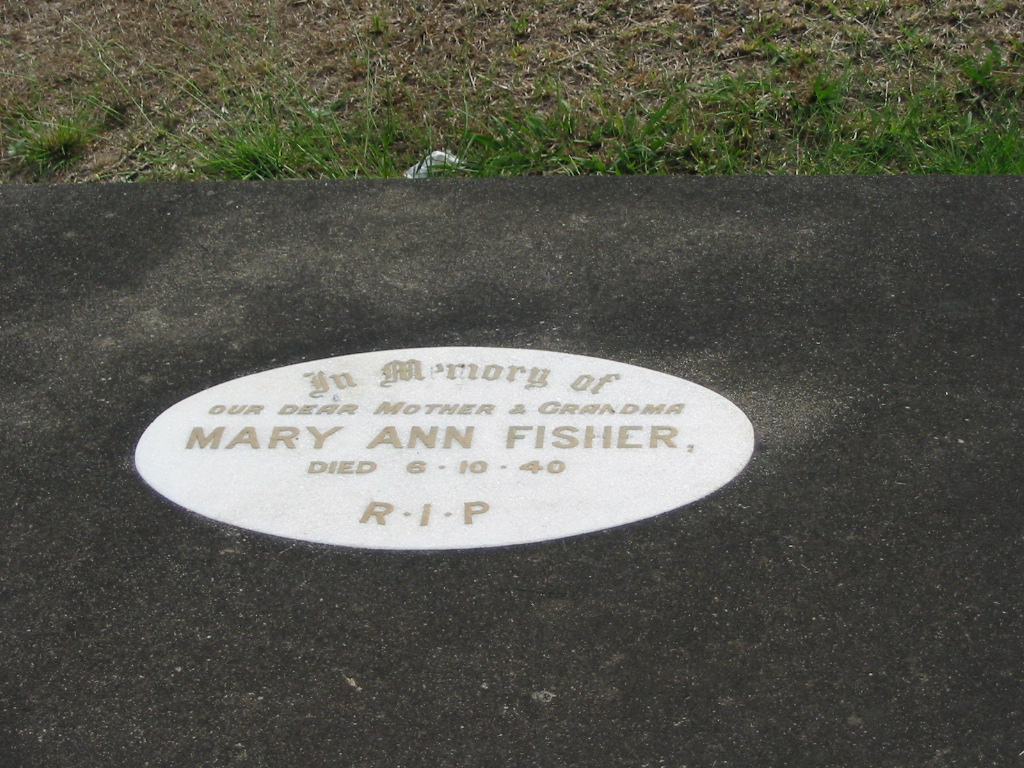 In Memory of
OUR DEAR MOTHER & GRANDMA
MARY ANN FISHER,
DIED 6·10·40
R·I·P